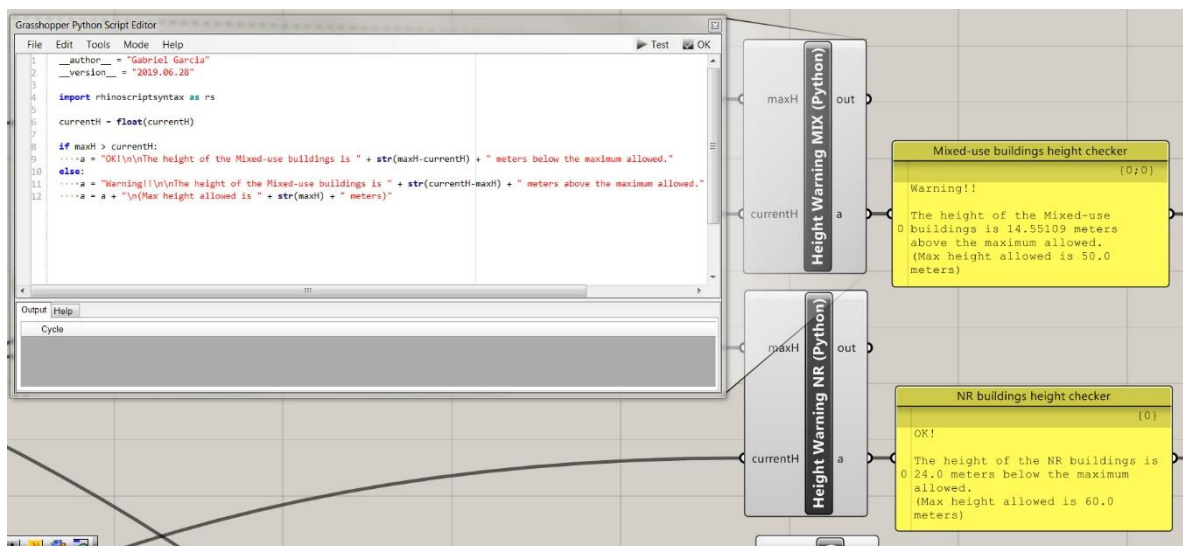 Grasshopper Python Script Editor
File Edit Tools Mode Help Test OK
1 __author__ = "Gabriel Garcia"
2 __version__ = "2019.06.28"
3
4 import rhinoscriptsyntax as rs
5
6 currentH = float(currentH)
7
8 if maxH > currentH:
9 ····a = "OK!\n\nThe height of the Mixed-use buildings is " + str(maxH-currentH) + " meters below the maximum allowed."
10 else:
11 ····a = "Warning!!\n\nThe height of the Mixed-use buildings is " + str(currentH-maxH) + " meters above the maximum allowed."
12 ····a = a + "\n(Max height allowed is " + str(maxH) + " meters)"
Output Help
Cycle
maxH
currentH
Height Warning MIX (Python)
out
a
Mixed-use buildings height checker
{0;0}
Warning!!
The height of the Mixed-use
0 buildings is 14.55109 meters
above the maximum allowed.
(Max height allowed is 50.0
meters)
maxH
currentH
Height Warning NR (Python)
out
a
NR buildings height checker
{0}
OK!
The height of the NR buildings is
0 24.0 meters below the maximum
allowed.
(Max height allowed is 60.0
meters)